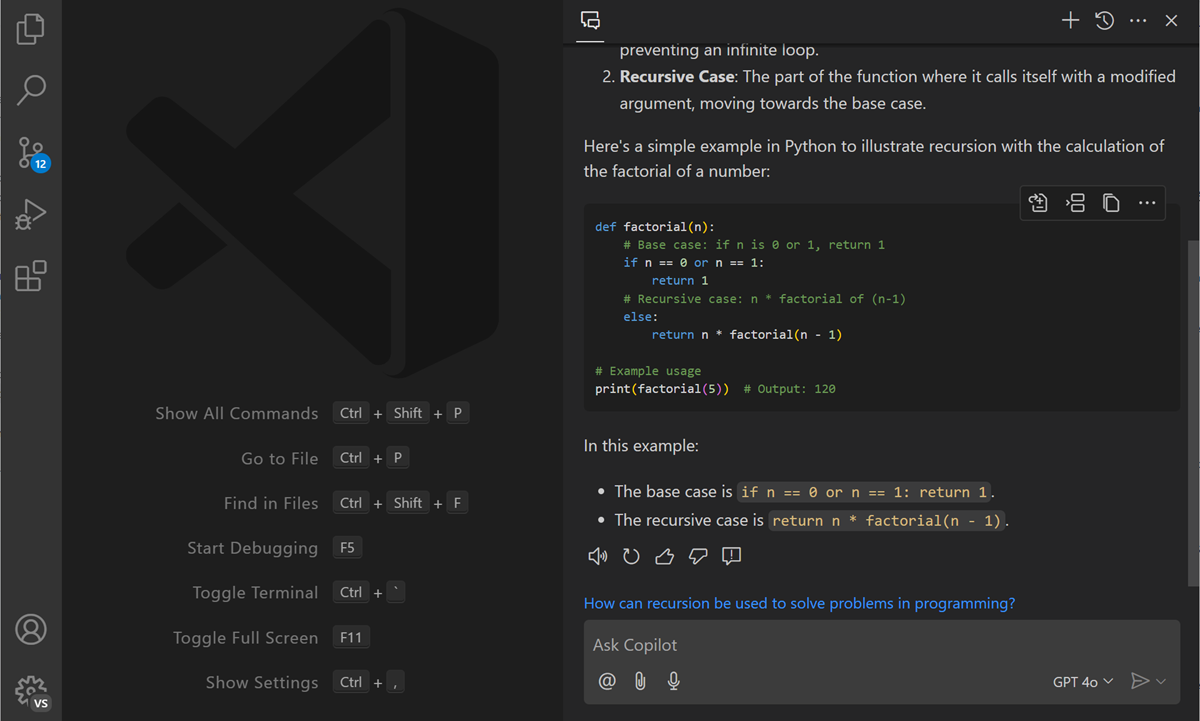 12
VS
Show All Commands Ctrl + Shift + P
Go to File Ctrl + P
Find in Files Ctrl + Shift + F
Start Debugging F5
Toggle Terminal Ctrl + `
Toggle Full Screen F11
Show Settings Ctrl + ,
preventing an infinite loop.
2. Recursive Case: The part of the function where it calls itself with a modified
argument, moving towards the base case.
Here's a simple example in Python to illustrate recursion with the calculation of
the factorial of a number:
def factorial(n):
    # Base case: if n is 0 or 1, return 1
    if n == 0 or n == 1:
        return 1
    # Recursive case: n * factorial of (n-1)
    else:
        return n * factorial(n - 1)
# Example usage
print(factorial(5))  # Output: 120
In this example:
• The base case is if n == 0 or n == 1: return 1.
• The recursive case is return n * factorial(n - 1).
How can recursion be used to solve problems in programming?
Ask Copilot
@
GPT 4o